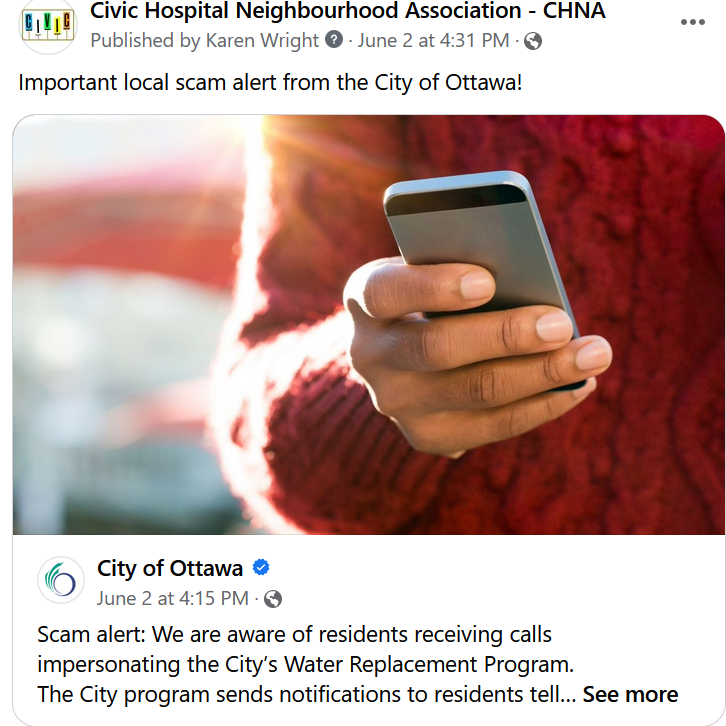 CIVIC
Civic Hospital Neighbourhood Association - CHNA
Published by Karen Wright ? · June 2 at 4:31 PM ·
Important local scam alert from the City of Ottawa!
City of Ottawa
June 2 at 4:15 PM ·
Scam alert: We are aware of residents receiving calls
impersonating the City’s Water Replacement Program.
The City program sends notifications to residents tell... See more